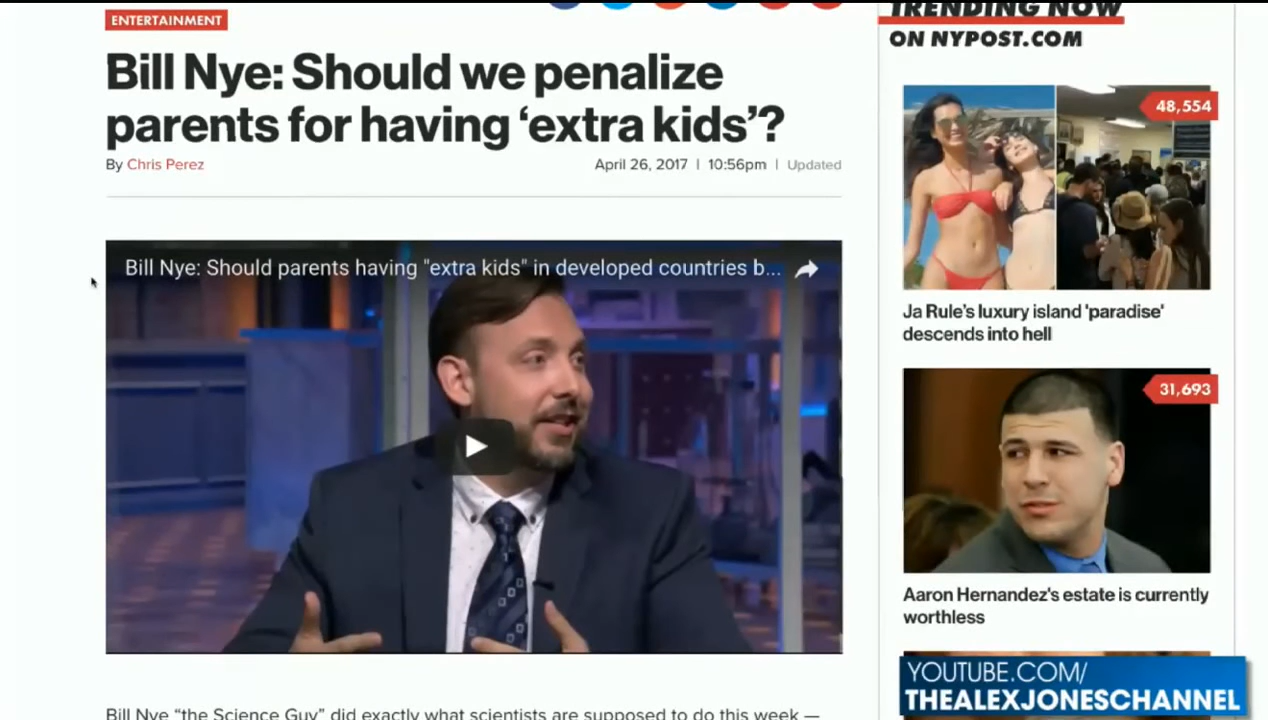 ENTERTAINMENT
Bill Nye: Should we penalize
parents for having ‘extra kids’?
By Chris Perez
April 26, 2017 | 10:56pm | Updated
Bill Nye: Should parents having "extra kids" in developed countries b...
Bill Nye “the Science Guy” did exactly what scientists are supposed to do this week —
TRENDING NOW
ON NYPOST.COM
48,554
Ja Rule's luxury island 'paradise'
descends into hell
31,693
Aaron Hernandez's estate is currently
worthless
YOUTUBE.COM/
THEALEXJONESCHANNEL